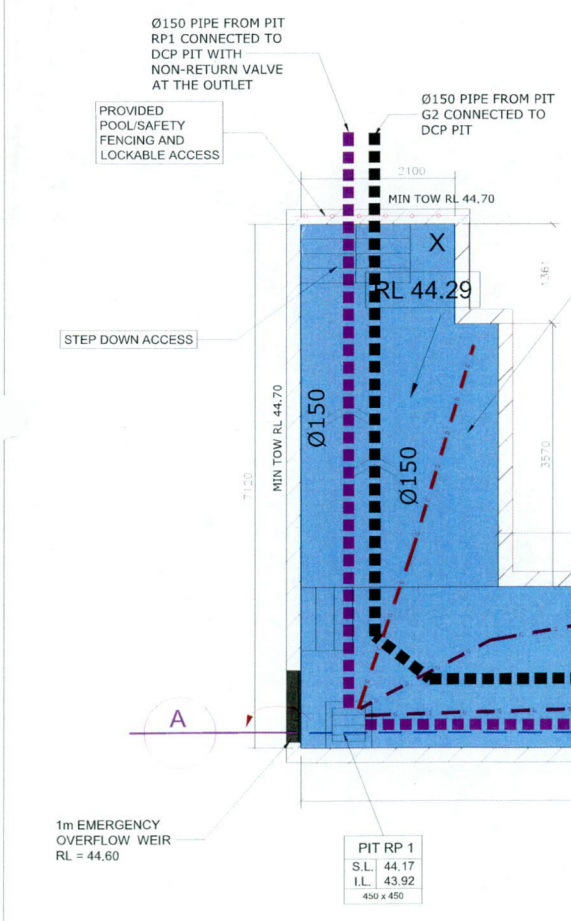 Ø150 PIPE FROM PIT
RP1 CONNECTED TO
DCP PIT WITH
NON-RETURN VALVE
AT THE OUTLET
Ø150 PIPE FROM PIT
G2 CONNECTED TO
DCP PIT
PROVIDED
POOL/SAFETY
FENCING AND
LOCKABLE ACCESS
2100
MIN TOW RL 44.70
X
RL 44.29
1361
STEP DOWN ACCESS
MIN TOW RL 44.70
Ø150
Ø150
3570
7120
A
1m EMERGENCY
OVERFLOW WEIR
RL = 44.60
PIT RP 1
S.L. 44.17
I.L. 43.92
450 x 450